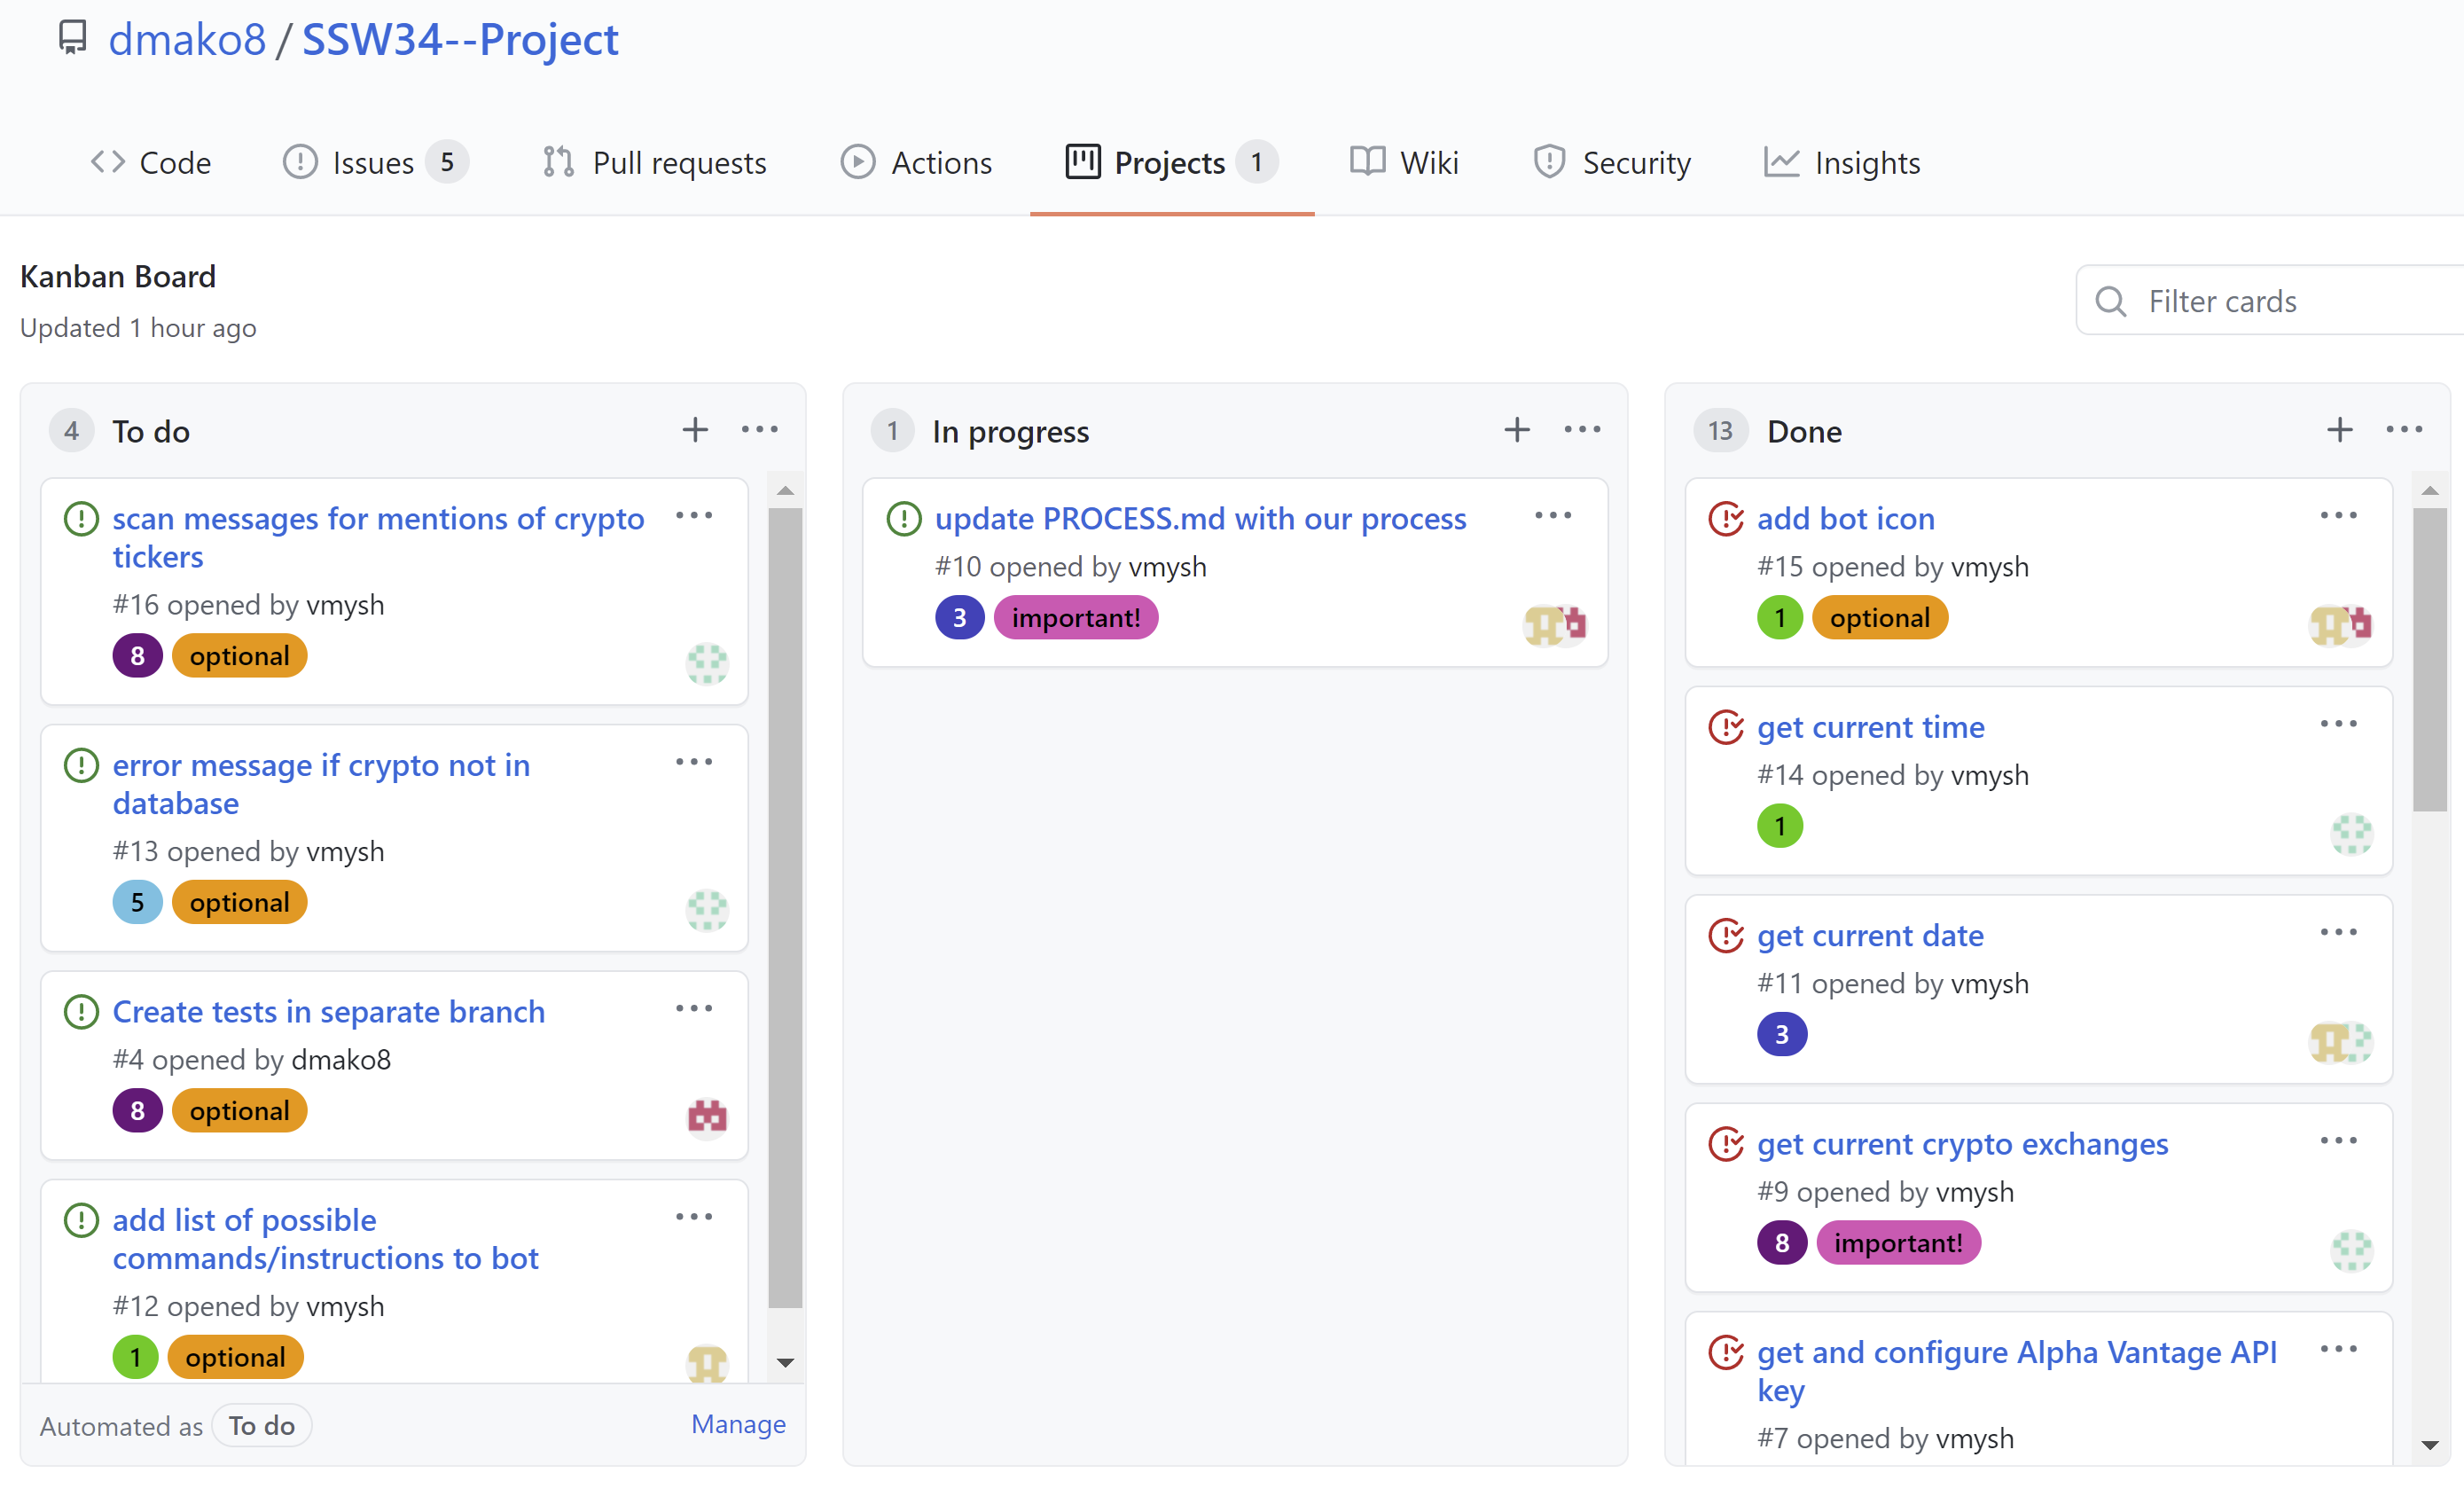 dmako8 / SSW34--Project
Code Issues 5 Pull requests Actions Projects 1 Wiki Security Insights
Kanban Board
Updated 1 hour ago
Filter cards
4 To do
scan messages for mentions of crypto
tickers
#16 opened by vmysh
8 optional
error message if crypto not in
database
#13 opened by vmysh
5 optional
Create tests in separate branch
#4 opened by dmako8
8 optional
add list of possible
commands/instructions to bot
#12 opened by vmysh
1 optional
Automated as To do Manage
1 In progress
update PROCESS.md with our process
#10 opened by vmysh
3 important!
13 Done
add bot icon
#15 opened by vmysh
1 optional
get current time
#14 opened by vmysh
1
get current date
#11 opened by vmysh
3
get current crypto exchanges
#9 opened by vmysh
8 important!
get and configure Alpha Vantage API
key
#7 opened by vmysh